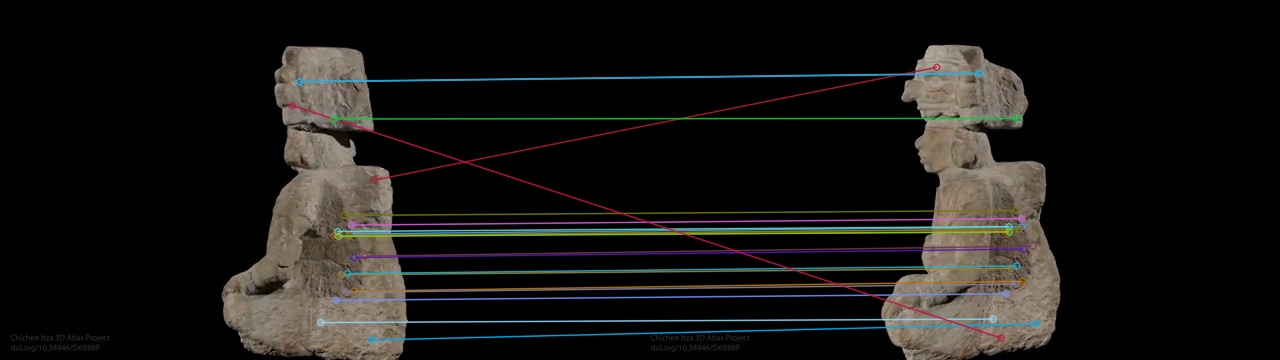 Chichen Itza 3D Atlas Project
doi.org/10.34946/D6B88P
Chichen Itza 3D Atlas Project
doi.org/10.34946/D6B88P